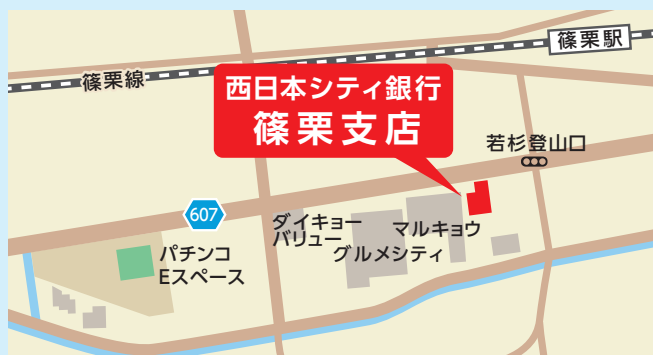 篠栗駅
篠栗線
西日本シティ銀行
篠栗支店
若杉登山口
607
ダイキョー
バリュー
マルキョウ
グルメシティ
パチンコ
Eスペース